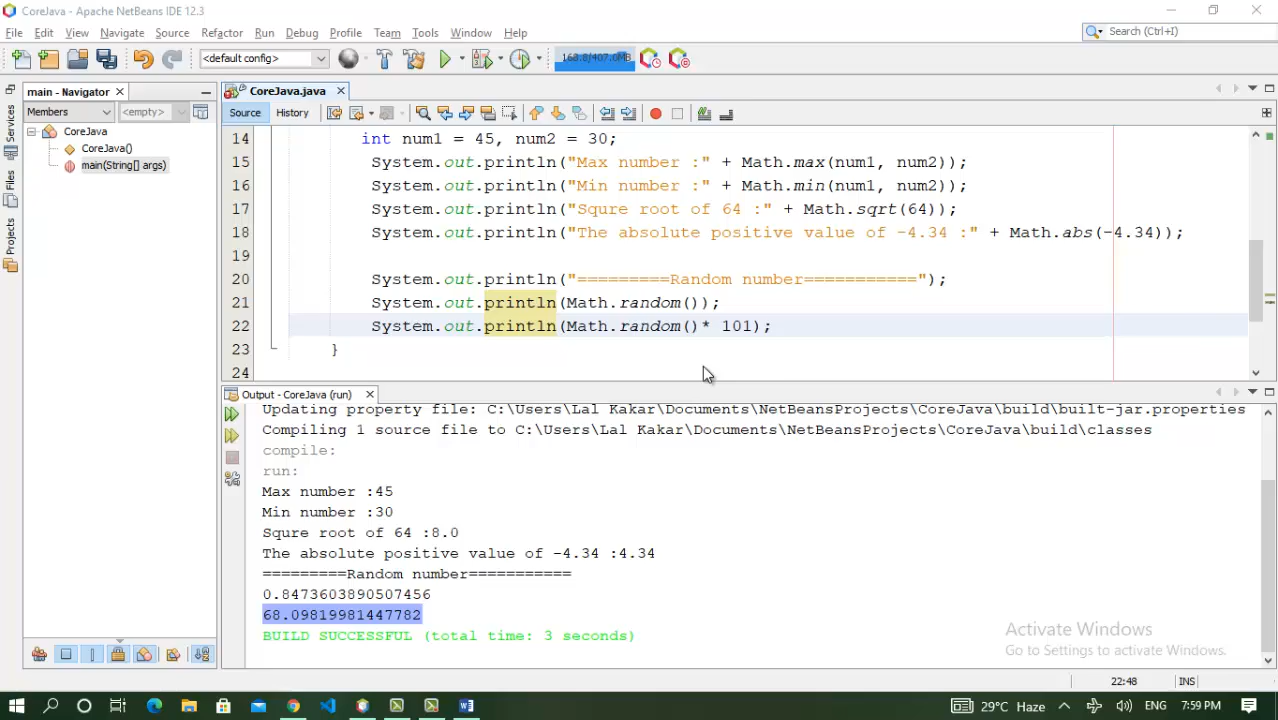 CoreJava - Apache NetBeans IDE 12.3
File Edit View Navigate Source Refactor Run Debug Profile Team Tools Window Help
Search (Ctrl+I)
<default config>
168.8/407.0MB
main - Navigator
CoreJava.java
Members
<empty>
Source
History
CoreJava
CoreJava()
main(String[] args)
Services
Files
Projects
14 int num1 = 45, num2 = 30;
15 System.out.println("Max number :" + Math.max(num1, num2));
16 System.out.println("Min number :" + Math.min(num1, num2));
17 System.out.println("Squre root of 64 :" + Math.sqrt(64));
18 System.out.println("The absolute positive value of -4.34 :" + Math.abs(-4.34));
19
20 System.out.println("=========Random number===========");
21 System.out.println(Math.random());
22 System.out.println(Math.random()* 101);
23 }
24
Output - CoreJava (run)
Updating property file: C:\Users\Lal Kakar\Documents\NetBeansProjects\CoreJava\build\built-jar.properties
Compiling 1 source file to C:\Users\Lal Kakar\Documents\NetBeansProjects\CoreJava\build\classes
compile:
run:
Max number :45
Min number :30
Squre root of 64 :8.0
The absolute positive value of -4.34 :4.34
=========Random number===========
0.8473603890507456
68.09819981447782
BUILD SUCCESSFUL (total time: 3 seconds)
Activate Windows
Go to Settings to activate Windows.
22:48
INS
29°C Haze
7:59 PM